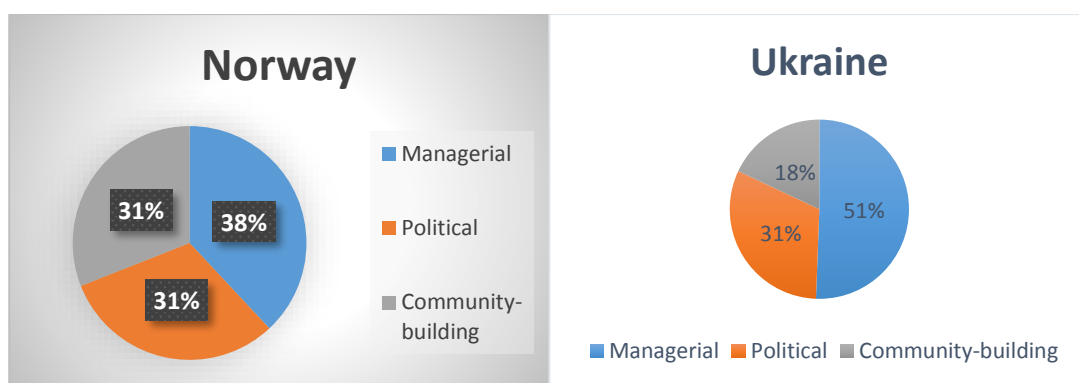 Norway
31%
38%
31%
Managerial
Political
Community-
building
Ukraine
18%
51%
31%
Managerial Political Community-building